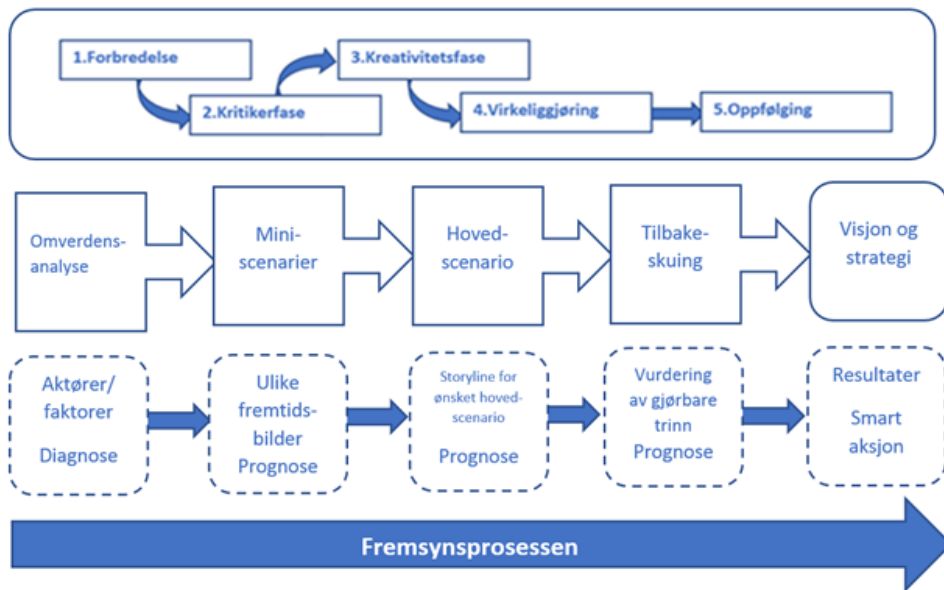 1.Forbredelse
3.Kreativitetsfase
2.Kritikerfase
4.Virkeliggjøring
5.Oppfølging
Omverdens-
analyse
Mini-
scenarier
Hoved-
scenario
Tilbake-
skuing
Visjon og
strategi
Aktører/
faktorer
Diagnose
Ulike
fremtids-
bilder
Prognose
Storyline for
ønsket hoved-
scenario
Prognose
Vurdering
av gjørbare
trinn
Prognose
Resultater
Smart
aksjon
Fremsynsprosessen